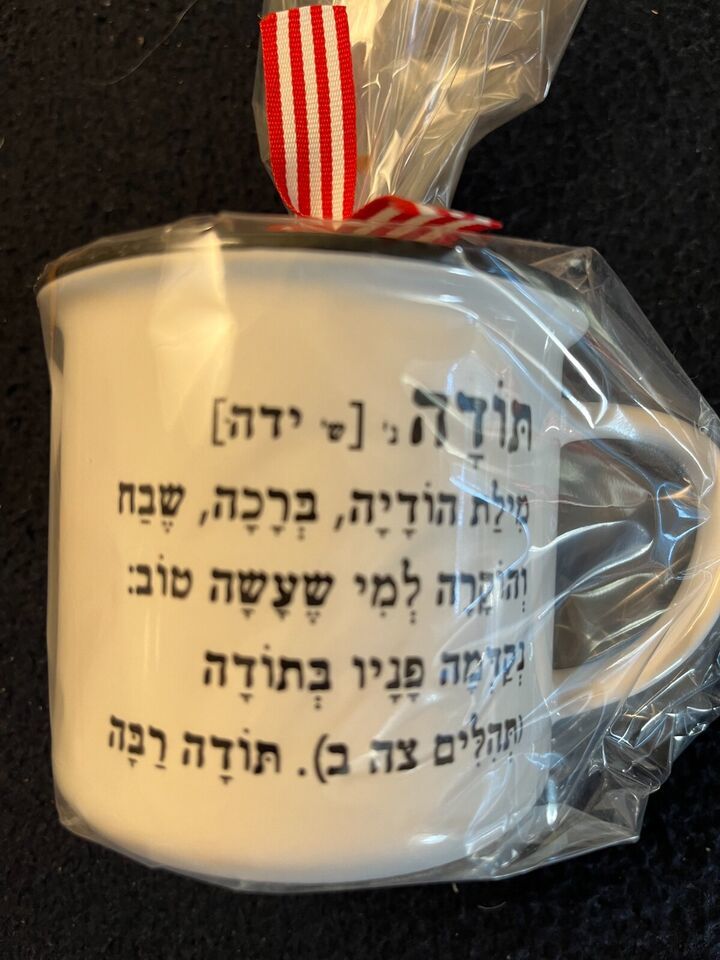 תּוֹדָה נ' [ש' ידה:]
מִילַת הוֹדָיָה, בְּרָכָה, שֶׁבַח
וְהוֹקָרָה לְמִי שֶׁעָשָׂה טוֹב:
נְקַדְּמָה פָנָיו בְּתוֹדָה
(תְּהִלִּים צה ב). תּוֹדָה רַבָּה